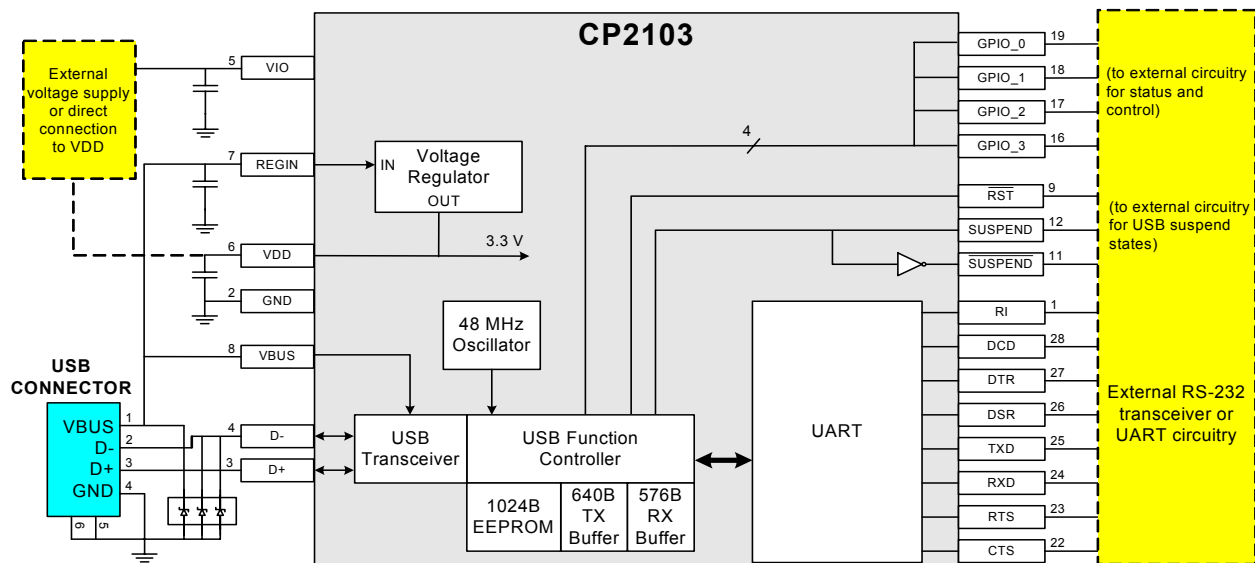 CP2103
External
voltage supply
or direct
connection
to VDD
5
VIO
7
REGIN
IN
Voltage
Regulator
OUT
6
VDD
3.3 V
2
GND
48 MHz
Oscillator
8
VBUS
USB
CONNECTOR
VBUS
D-
D+
GND
1
2
3
4
6
5
4
D-
3
D+
USB
Transceiver
USB Function
Controller
1024B
EEPROM
640B
TX
Buffer
576B
RX
Buffer
UART
4
GPIO_0
19
GPIO_1
18
GPIO_2
17
GPIO_3
16
RST
9
SUSPEND
12
SUSPEND
11
RI
1
DCD
28
DTR
27
DSR
26
TXD
25
RXD
24
RTS
23
CTS
22
(to external circuitry
for status and
control)
(to external circuitry
for USB suspend
states)
External RS-232
transceiver or
UART circuitry